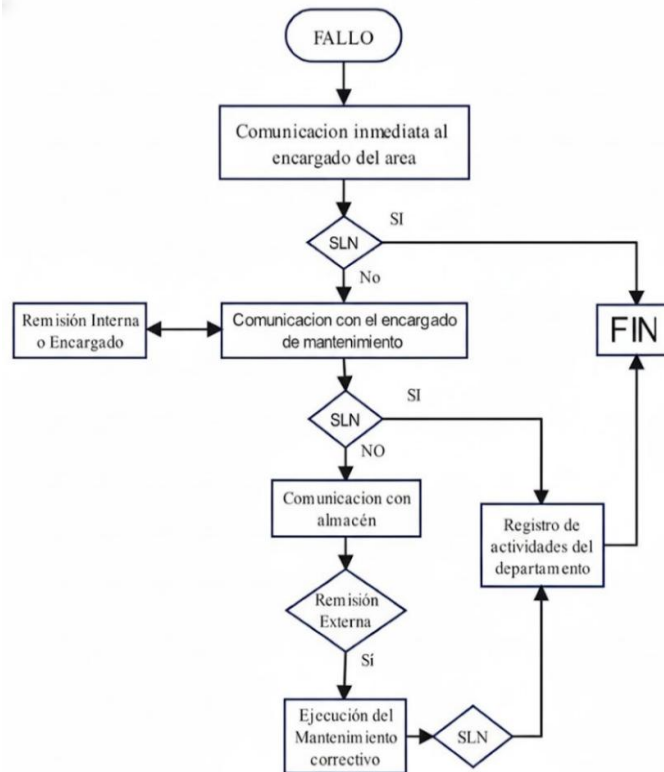 FALLO
Comunicacion inmediata al
encargado del area
SI
SLN
No
Remisión Interna
o Encargado
Comunicacion con el encargado
de mantenimiento
FIN
SI
SLN
NO
Comunicacion con
almacén
Registro de
actividades del
departamento
Remisión
Externa
Sí
Ejecución del
Mantenimiento
correctivo
SLN